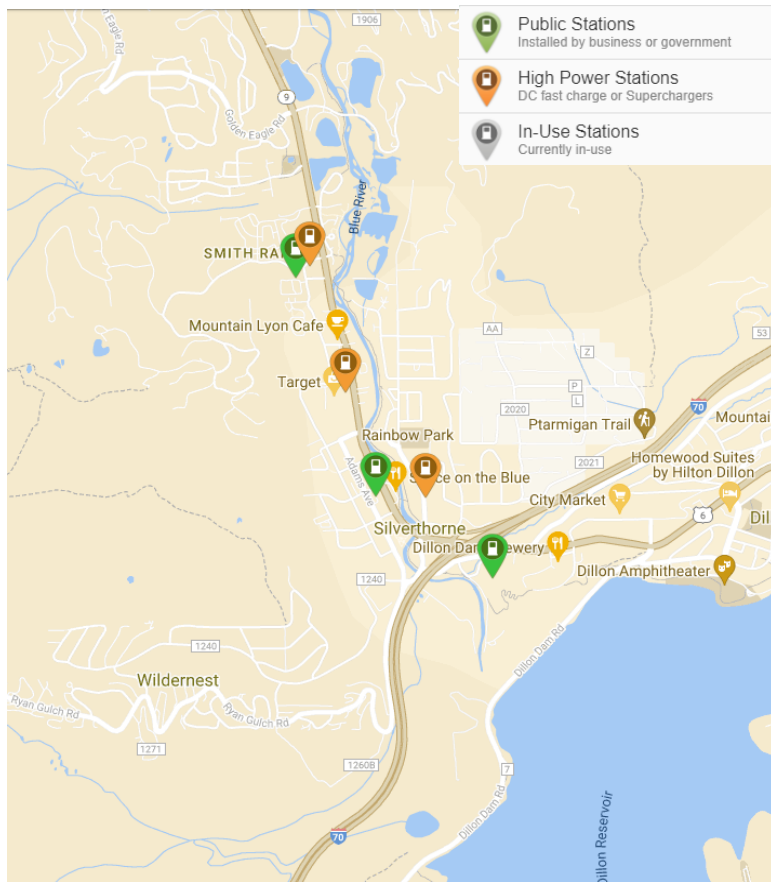 1906
Public Stations
Installed by business or government
High Power Stations
DC fast charge or Superchargers
In-Use Stations
Currently in-use
Eagle Rd
9
Golden Eagle Rd
Blue River
SMITH RA
Mountain Lyon Cafe
AA
53
Z
Target
P
L
70
2020
Ptarmigan Trail
Mountai
Rainbow Park
Adams Ave
2021
Homewood Suites
by Hilton Dillon
S ce on the Blue
City Market
6
Silverthorne
Dil
Dillon Dam ewery
Dillon Amphitheater
1240
Dillon Dam Rd
1240
Wildernest
Ryan Gulch Rd
Ryan Gulch Rd
1271
1260B
7
Dillon Dam Rd
70
Dillon Reservoir